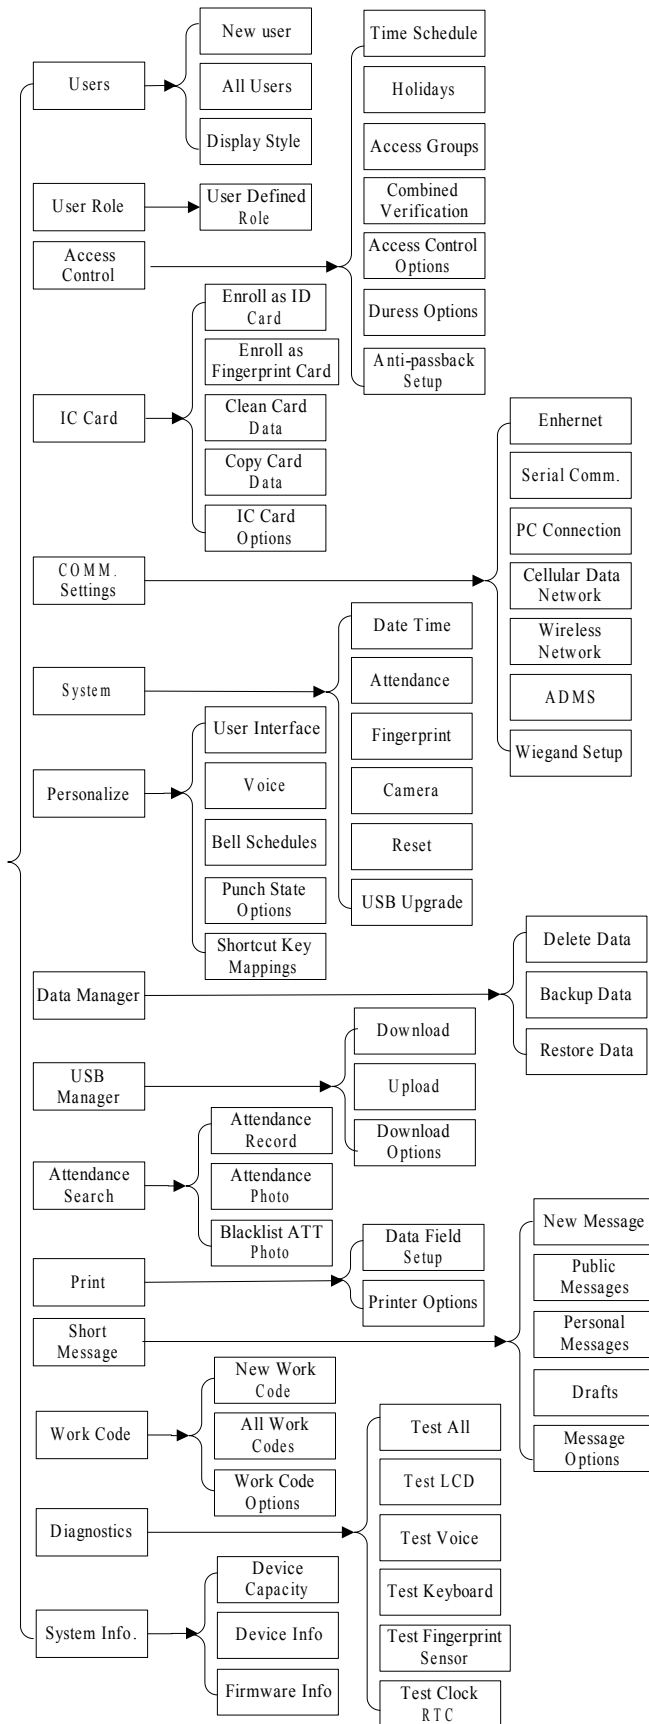 Users
New user
All Users
Display Style
User Role
User Defined
Role
Access
Control
Time Schedule
Holidays
Access Groups
Combined
Verification
Access Control
Options
Duress Options
Anti-passback
Setup
IC Card
Enroll as ID
Card
Enroll as
Fingerprint Card
Clean Card
Data
Copy Card
Data
IC Card
Options
COMM.
Settings
Enhernet
Serial Comm.
PC Connection
Cellular Data
Network
Wireless
Network
ADMS
Wiegand Setup
System
Date Time
Attendance
Fingerprint
Camera
Reset
USB Upgrade
Personalize
User Interface
Voice
Bell Schedules
Punch State
Options
Shortcut Key
Mappings
Data Manager
Delete Data
Backup Data
Restore Data
USB
Manager
Download
Upload
Download
Options
Attendance
Search
Attendance
Record
Attendance
Photo
Blacklist ATT
Photo
Print
Data Field
Setup
Printer Options
Short
Message
New Message
Public
Messages
Personal
Messages
Drafts
Message
Options
Work Code
New Work
Code
All Work
Codes
Work Code
Options
Diagnostics
Test All
Test LCD
Test Voice
Test Keyboard
Test Fingerprint
Sensor
Test Clock
RTC
System Info.
Device
Capacity
Device Info
Firmware Info